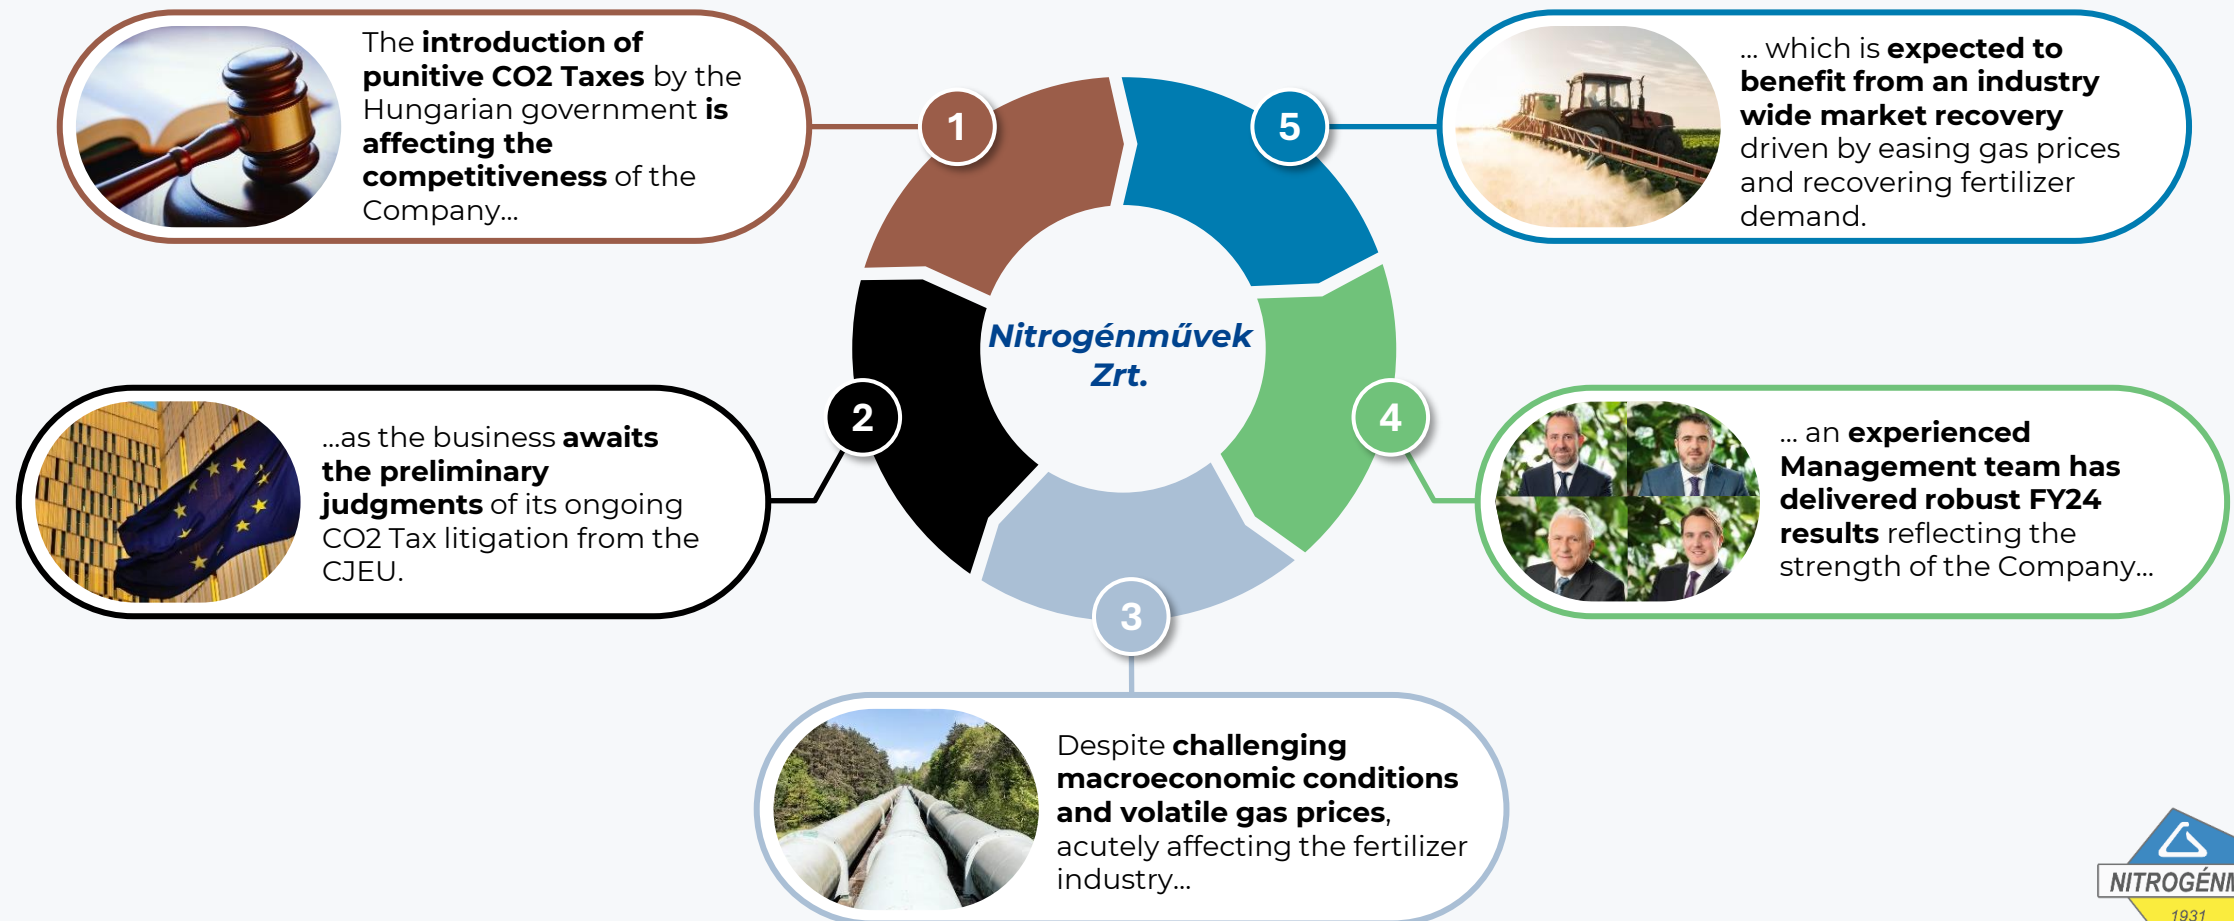 The introduction of
punitive CO2 Taxes by the
Hungarian government is
affecting the
competitiveness of the
Company...
1
...as the business awaits
the preliminary
judgments of its ongoing
CO2 Tax litigation from the
CJEU.
2
Nitrogénművek
Zrt.
3
Despite challenging
macroeconomic conditions
and volatile gas prices,
acutely affecting the fertilizer
industry...
4
... an experienced
Management team has
delivered robust FY24
results reflecting the
strength of the Company...
5
... which is expected to
benefit from an industry
wide market recovery
driven by easing gas prices
and recovering fertilizer
demand.
1931